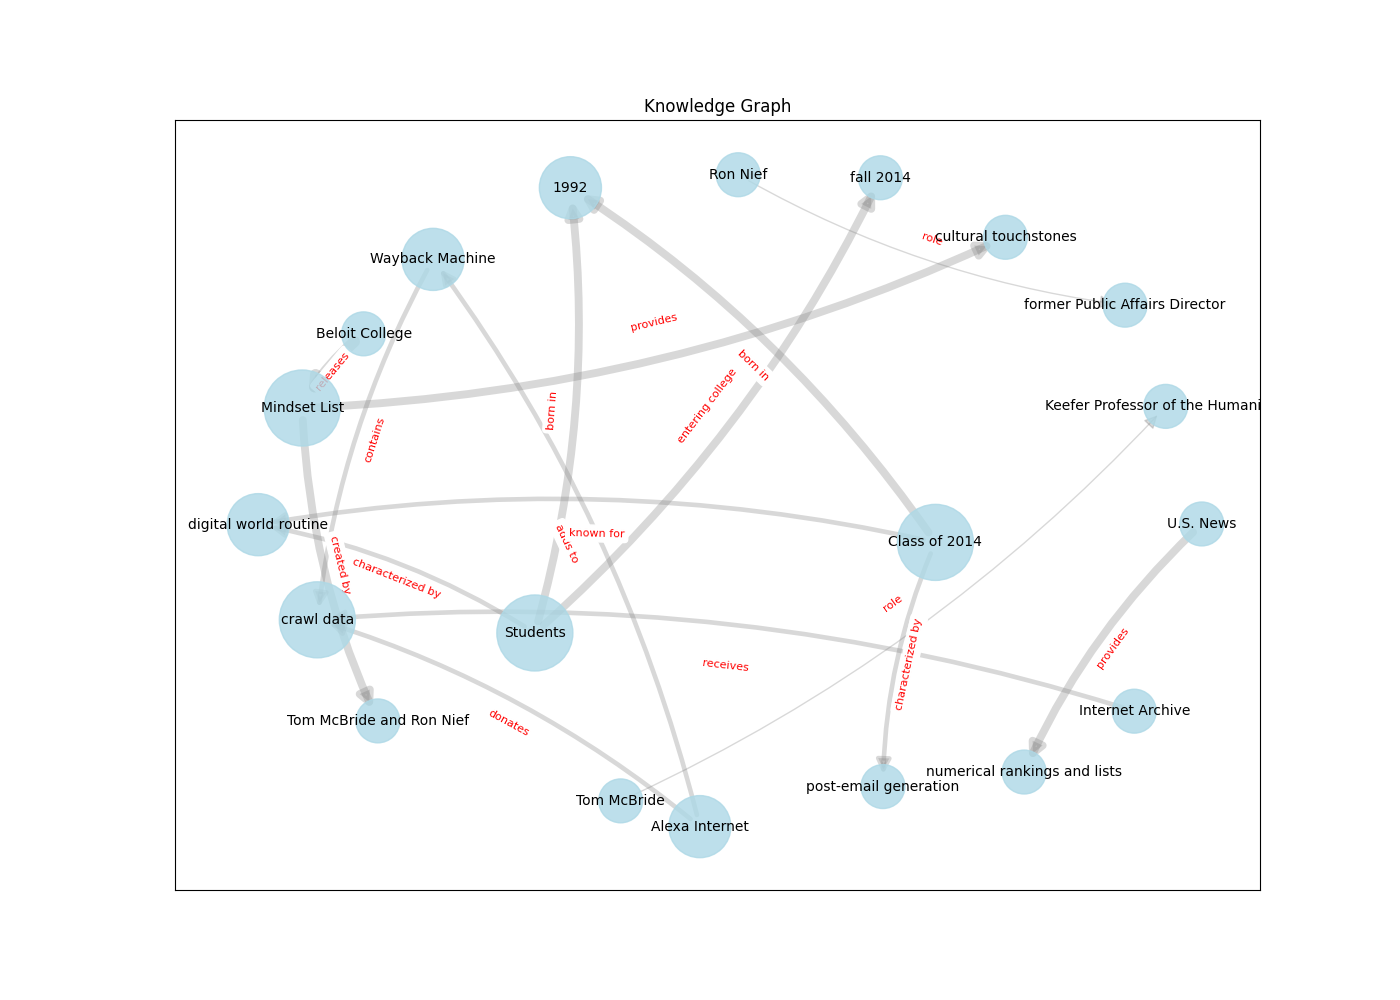 Knowledge Graph
1992
Ron Nief
fall 2014
role
cultural touchstones
Wayback Machine
former Public Affairs Director
provides
Beloit College
releases
born in
Mindset List
entering college
born in
Keefer Professor of the Humani
contains
digital world routine
known for
adds to
U.S. News
Class of 2014
created by
characterized by
crawl data
Students
role
characterized by
provides
receives
Tom McBride and Ron Nief
donates
Internet Archive
numerical rankings and lists
post-email generation
Tom McBride
Alexa Internet